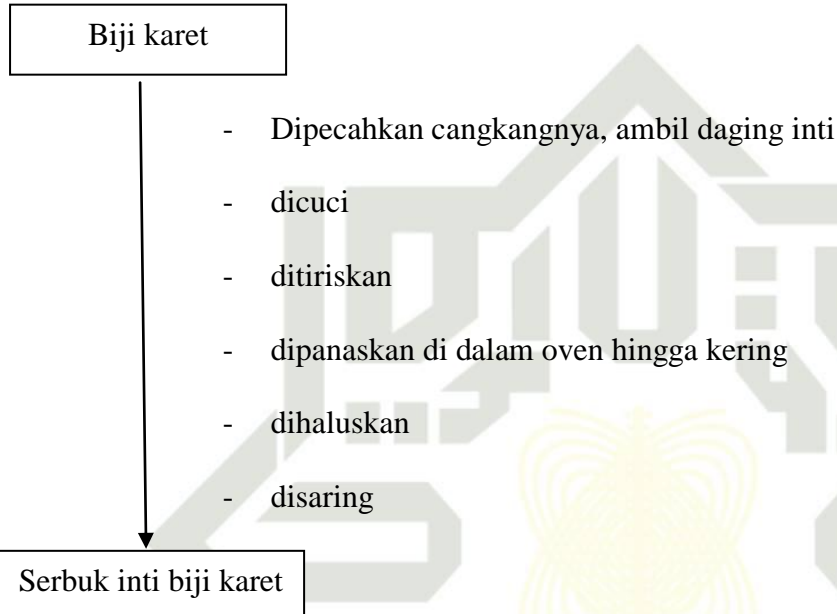 Biji karet
- Dipecahkan cangkangnya, ambil daging inti
- dicuci
- ditiriskan
- dipanaskan di dalam oven hingga kering
- dihaluskan
- disaring
Serbuk inti biji karet